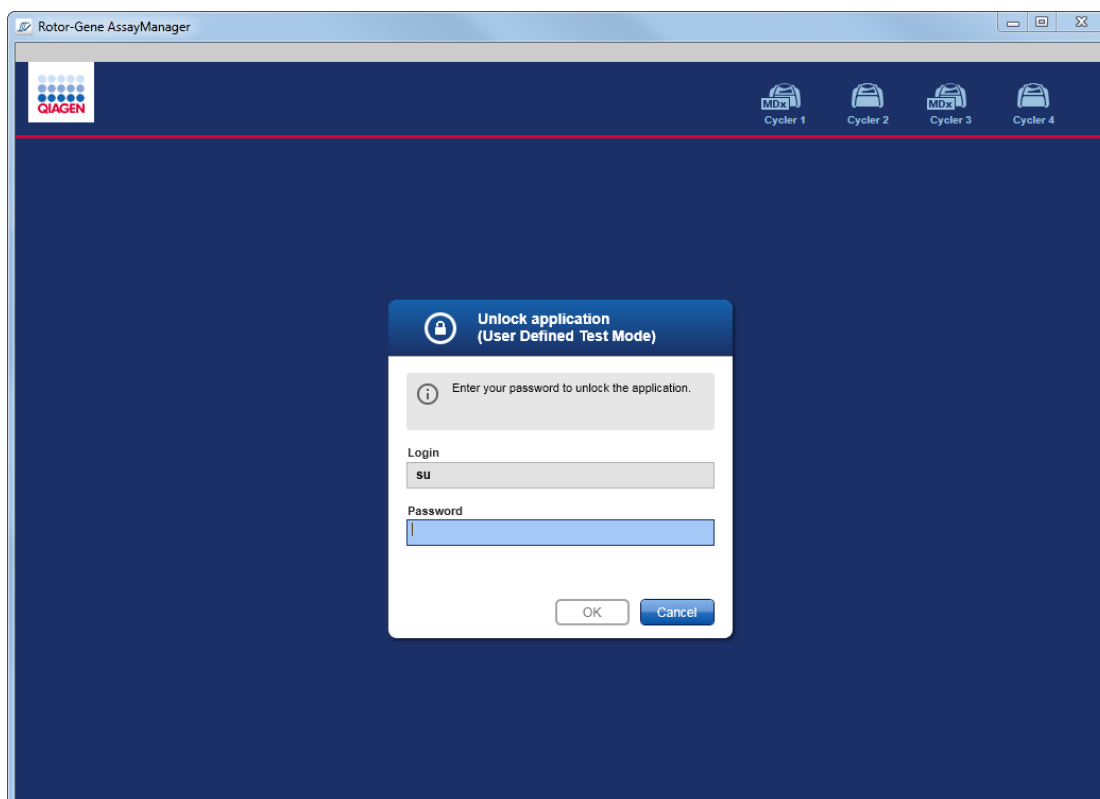 Rotor-Gene AssayManager
QIAGEN
MDx
MDx
Cycler 1
Cycler 2
Cycler 3
Cycler 4
Unlock application
(User Defined Test Mode)
Enter your password to unlock the application.
Login
su
Password
OK
Cancel